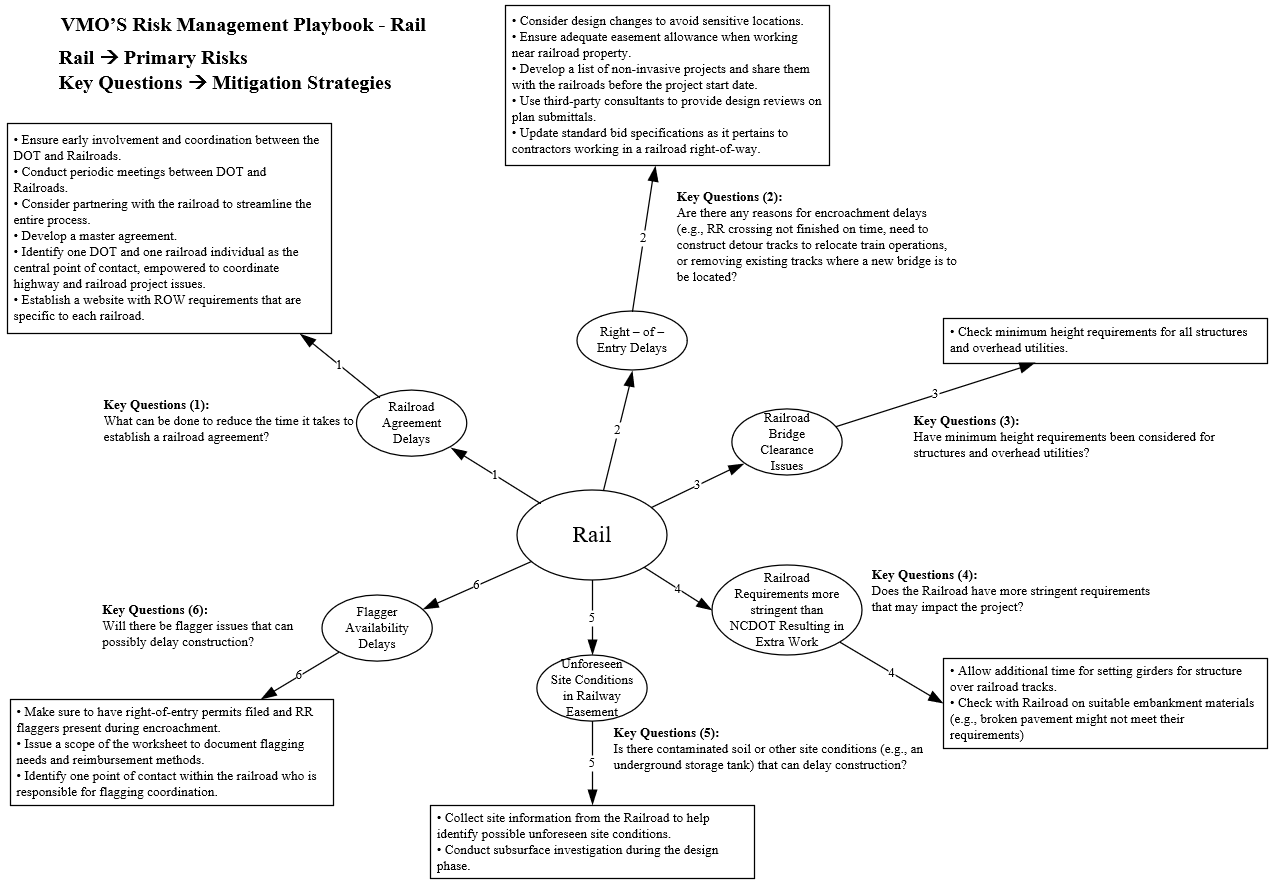 VMO’S Risk Management Playbook - Rail
Rail → Primary Risks
Key Questions → Mitigation Strategies
• Consider design changes to avoid sensitive locations.
• Ensure adequate easement allowance when working
near railroad property.
• Develop a list of non-invasive projects and share them
with the railroads before the project start date.
• Use third-party consultants to provide design reviews on
plan submittals.
• Update standard bid specifications as it pertains to
contractors working in a railroad right-of-way.
• Ensure early involvement and coordination between the
DOT and Railroads.
• Conduct periodic meetings between DOT and
Railroads.
• Consider partnering with the railroad to streamline the
entire process.
• Develop a master agreement.
• Identify one DOT and one railroad individual as the
central point of contact, empowered to coordinate
highway and railroad project issues.
• Establish a website with ROW requirements that are
specific to each railroad.
Key Questions (2):
Are there any reasons for encroachment delays
(e.g., RR crossing not finished on time, need to
construct detour tracks to relocate train operations,
or removing existing tracks where a new bridge is to
be located?
2
Right – of –
Entry Delays
2
• Check minimum height requirements for all structures
and overhead utilities.
3
Key Questions (3):
Have minimum height requirements been considered for
structures and overhead utilities?
Railroad
Bridge
Clearance
Issues
3
1
Key Questions (1):
What can be done to reduce the time it takes to
establish a railroad agreement?
Railroad
Agreement
Delays
1
Rail
6
Flagger
Availability
Delays
Key Questions (6):
Will there be flagger issues that can
possibly delay construction?
6
• Make sure to have right-of-entry permits filed and RR
flaggers present during encroachment.
• Issue a scope of the worksheet to document flagging
needs and reimbursement methods.
• Identify one point of contact within the railroad who is
responsible for flagging coordination.
5
Unforeseen
Site Conditions
in Railway
Easement
Key Questions (5):
Is there contaminated soil or other site conditions (e.g., an
underground storage tank) that can delay construction?
5
• Collect site information from the Railroad to help
identify possible unforeseen site conditions.
• Conduct subsurface investigation during the design
phase.
4
Railroad
Requirements more
stringent than
NCDOT Resulting in
Extra Work
Key Questions (4):
Does the Railroad have more stringent requirements
that may impact the project?
4
• Allow additional time for setting girders for structure
over railroad tracks.
• Check with Railroad on suitable embankment materials
(e.g., broken pavement might not meet their
requirements)